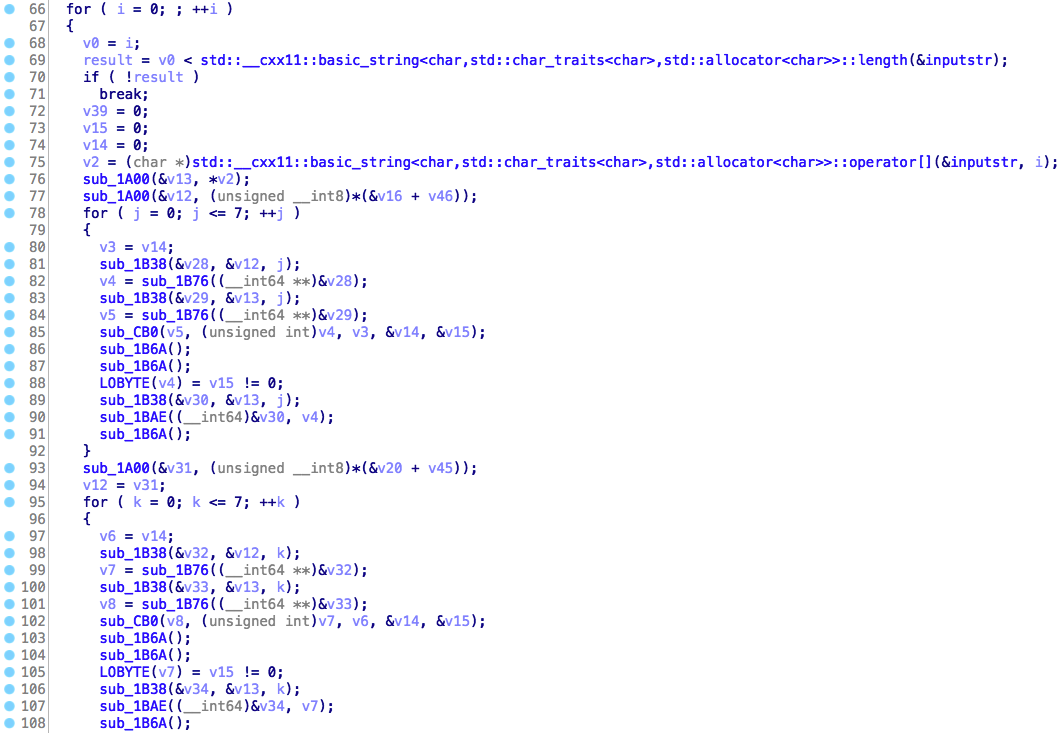 66 for ( i = 0; ; ++i )
67 {
68 v0 = i;
69 result = v0 < std::__cxx11::basic_string<char,std::char_traits<char>,std::allocator<char>>::length(&inputstr);
70 if ( !result )
71 break;
72 v39 = 0;
73 v15 = 0;
74 v14 = 0;
75 v2 = (char *)std::__cxx11::basic_string<char,std::char_traits<char>,std::allocator<char>>::operator[](&inputstr, i);
76 sub_1A00(&v13, *v2);
77 sub_1A00(&v12, (unsigned __int8)*(&v16 + v46));
78 for ( j = 0; j <= 7; ++j )
79 {
80 v3 = v14;
81 sub_1B38(&v28, &v12, j);
82 v4 = sub_1B76((__int64 **)&v28);
83 sub_1B38(&v29, &v13, j);
84 v5 = sub_1B76((__int64 **)&v29);
85 sub_CB0(v5, (unsigned int)v4, v3, &v14, &v15);
86 sub_1B6A();
87 sub_1B6A();
88 LOBYTE(v4) = v15 != 0;
89 sub_1B38(&v30, &v13, j);
90 sub_1BAE((__int64)&v30, v4);
91 sub_1B6A();
92 }
93 sub_1A00(&v31, (unsigned __int8)*(&v20 + v45));
94 v12 = v31;
95 for ( k = 0; k <= 7; ++k )
96 {
97 v6 = v14;
98 sub_1B38(&v32, &v12, k);
99 v7 = sub_1B76((__int64 **)&v32);
100 sub_1B38(&v33, &v13, k);
101 v8 = sub_1B76((__int64 **)&v33);
102 sub_CB0(v8, (unsigned int)v7, v6, &v14, &v15);
103 sub_1B6A();
104 sub_1B6A();
105 LOBYTE(v7) = v15 != 0;
106 sub_1B38(&v34, &v13, k);
107 sub_1BAE((__int64)&v34, v7);
108 sub_1B6A();